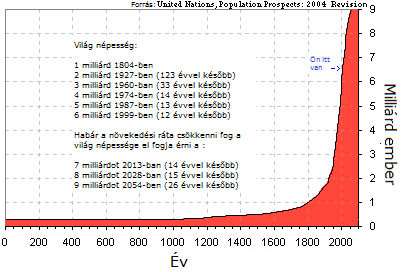 Forrás: United Nations, Population Prospects: 2004 Revision
Világ népesség:
1 milliárd 1804-ben
2 milliárd 1927-ben (123 évvel később)
3 milliárd 1960-ban (33 évvel később)
4 milliárd 1974-ben (14 évvel később)
5 milliárd 1987-ben (13 évvel később)
6 milliárd 1999-ben (12 évvel később)
Habár a növekedési ráta csökkenni fog a
világ népessége el fogja érni a :
7 milliárdot 2013-ban (14 évvel később)
8 milliárdot 2028-ban (15 évvel később)
9 milliárdot 2054-ben (26 évvel később)
Ön itt
van
9
8
7
6
5
4
3
2
1
0
Milliárd ember
0 200 400 600 800 1000 1200 1400 1600 1800 2000
Év